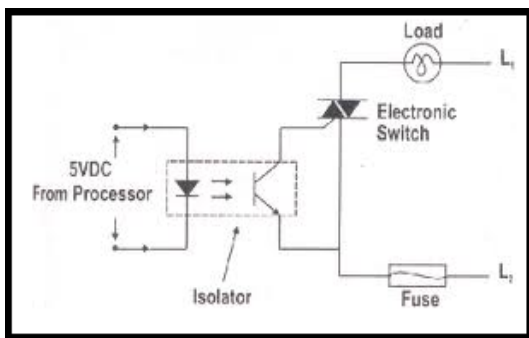 Load
L₁
Electronic
Switch
5VDC
From Processor
Isolator
Fuse
L₂